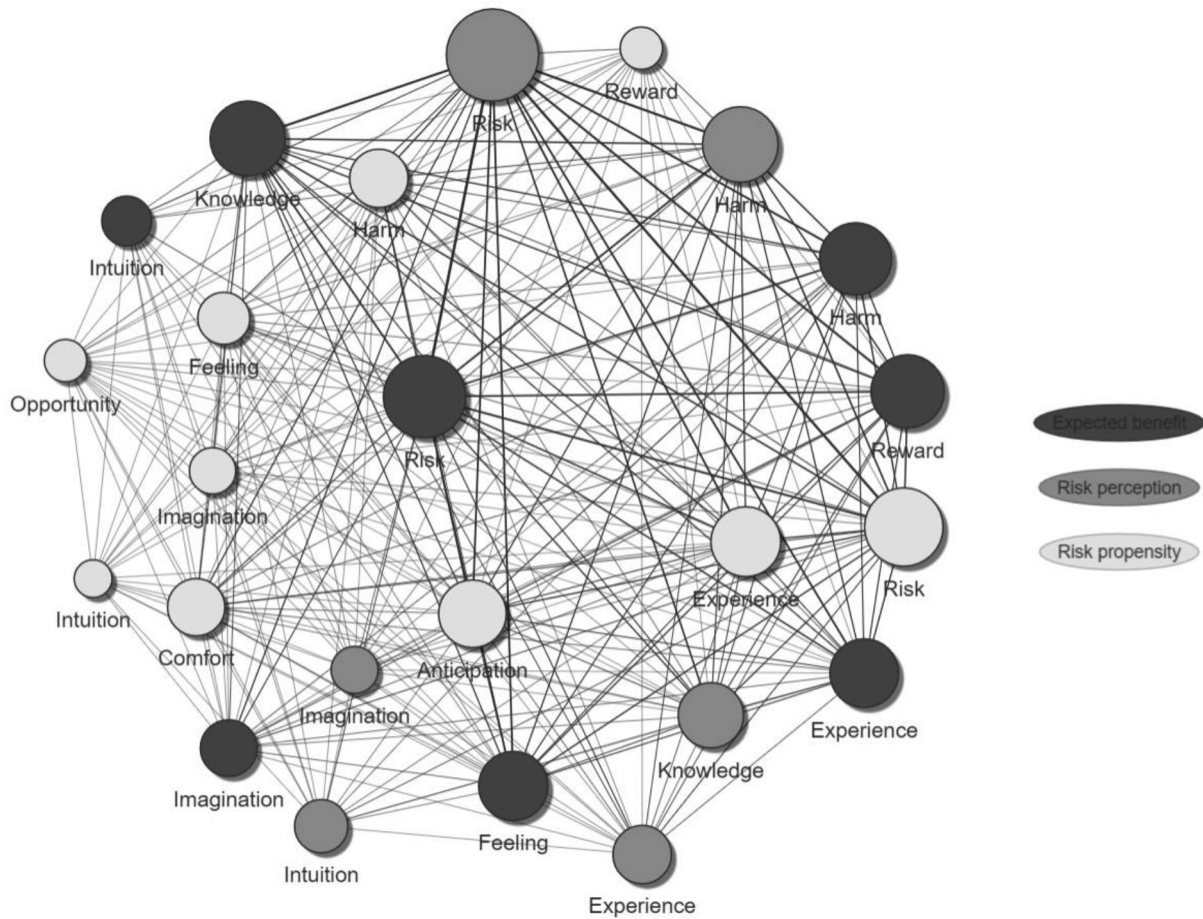 Reward
Risk
Knowledge
Harm
Harm
Intuition
Harm
Feeling
Opportunity
Reward
Risk
Expected benefit
Risk perception
Imagination
Risk propensity
Experience
Risk
Intuition
Comfort
Anticipation
Imagination
Experience
Knowledge
Imagination
Feeling
Intuition
Experience